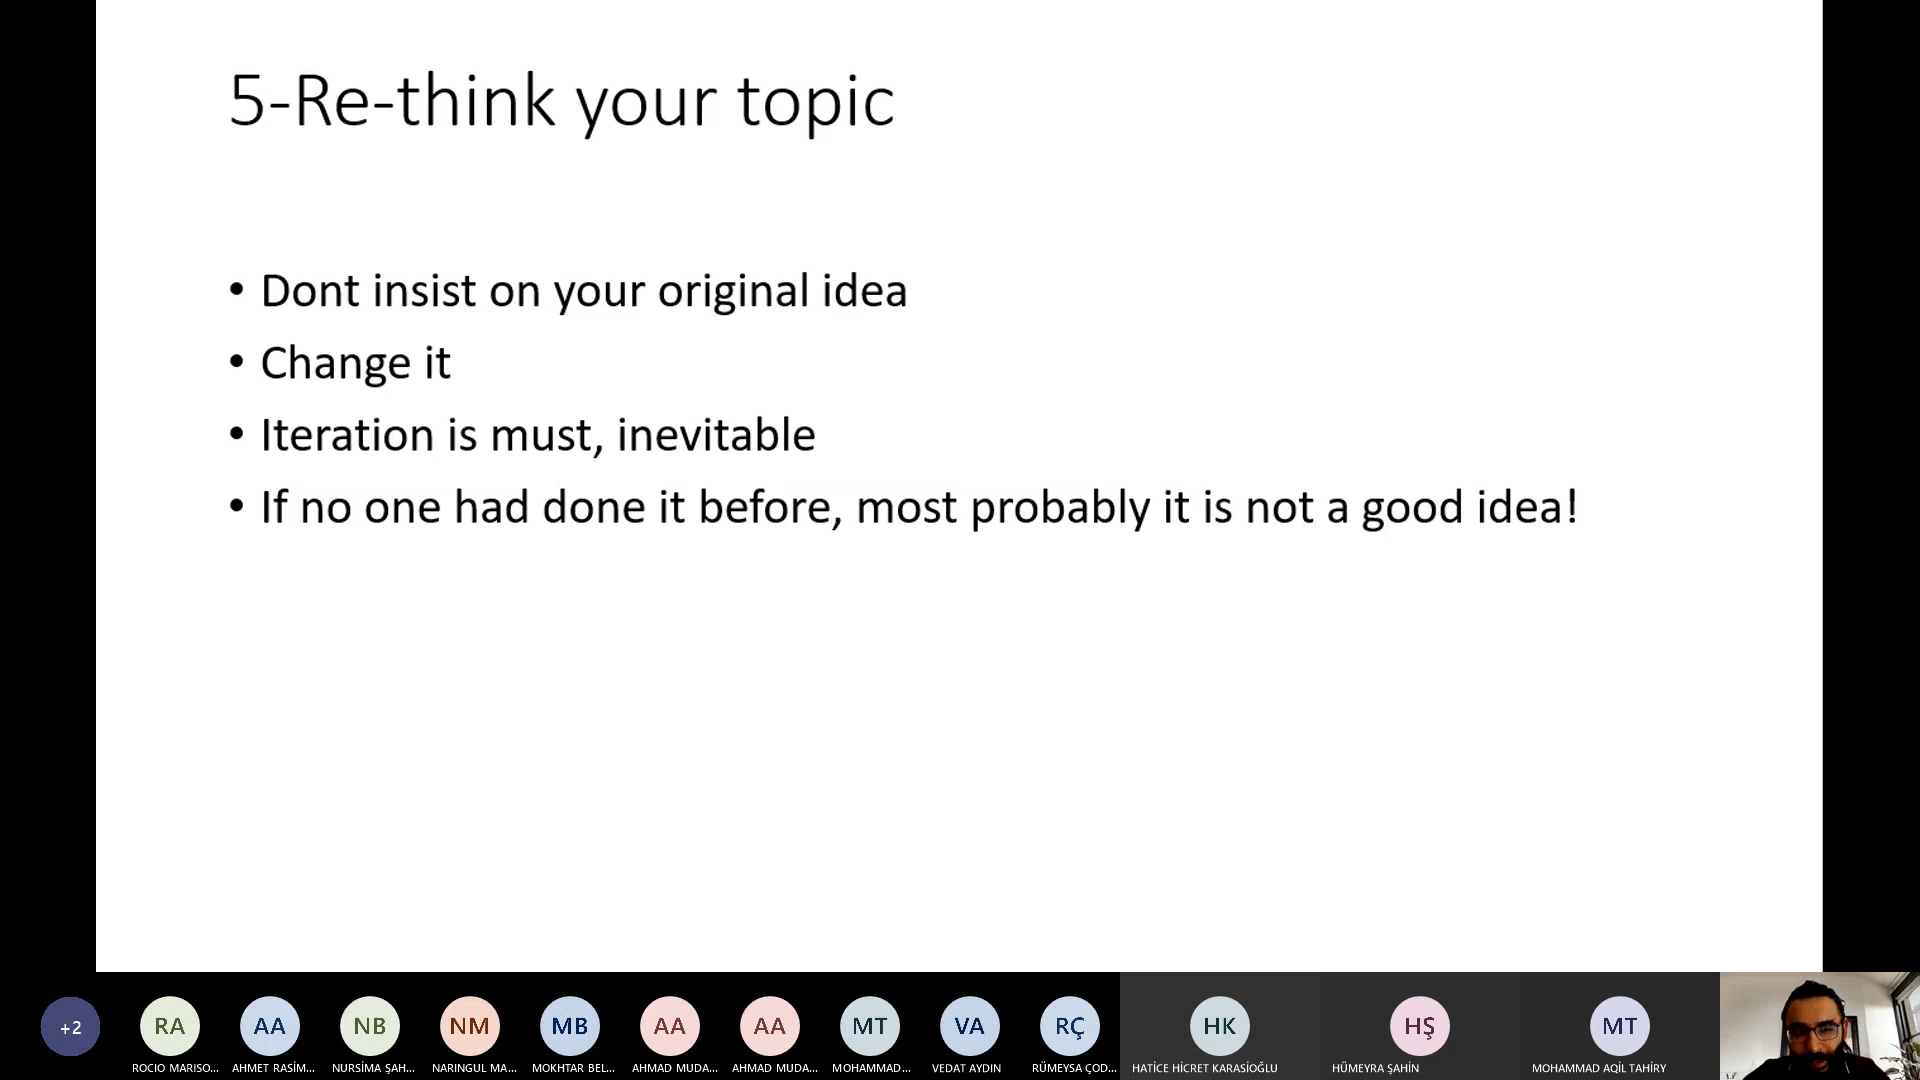 5-Re-think your topic
• Dont insist on your original idea
• Change it
• Iteration is must, inevitable
• If no one had done it before, most probably it is not a good idea!
+2
RA
AA
NB
NM
MB
AA
AA
MT
VA
RÇ
HK
HŞ
MT
ROCIO MARISO...
AHMET RASİM...
NURSİMA ŞAH...
NARINGUL MA...
MOKHTAR BEL...
AHMAD MUDA...
AHMAD MUDA...
MOHAMMAD...
VEDAT AYDIN
RÜMEYSA ÇOD...
HATİCE HİCRET KARASİOĞLU
HÜMEYRA ŞAHİN
MOHAMMAD AQİL TAHİRY